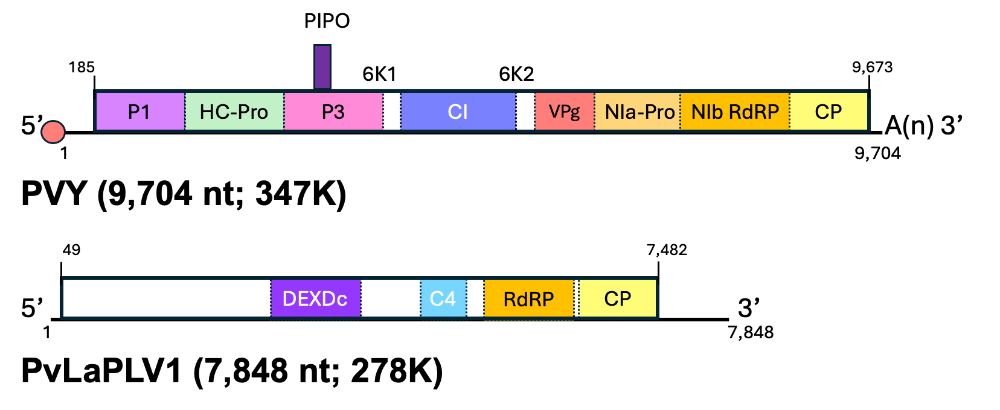 PIPO
185
6K1
6K2
9,673
P1
HC-Pro
P3
CI
VPg
NIa-Pro
NIb RdRP
CP
5’
A(n) 3’
1
9,704
PVY (9,704 nt; 347K)
49
7,482
DEXDc
C4
RdRP
CP
5’
3’
1
7,848
PvLaPLV1 (7,848 nt; 278K)